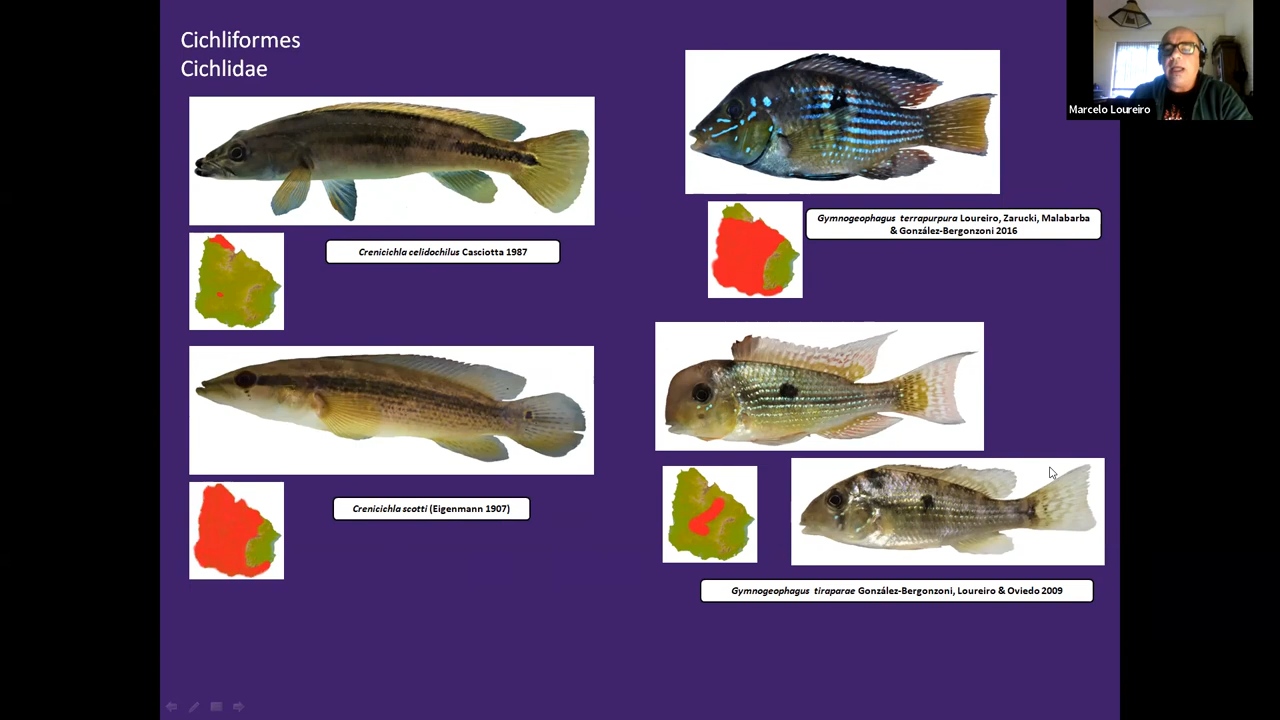 Cichliformes
Cichlidae
Crenicichla celidochilus Casciotta 1987
Crenicichla scotti (Eigenmann 1907)
Gymnogeophagus terrapurpura Loureiro, Zarucki, Malabarba
& González-Bergonzoni 2016
Gymnogeophagus tiraparae González-Bergonzoni, Loureiro & Oviedo 2009
Marcelo Loureiro